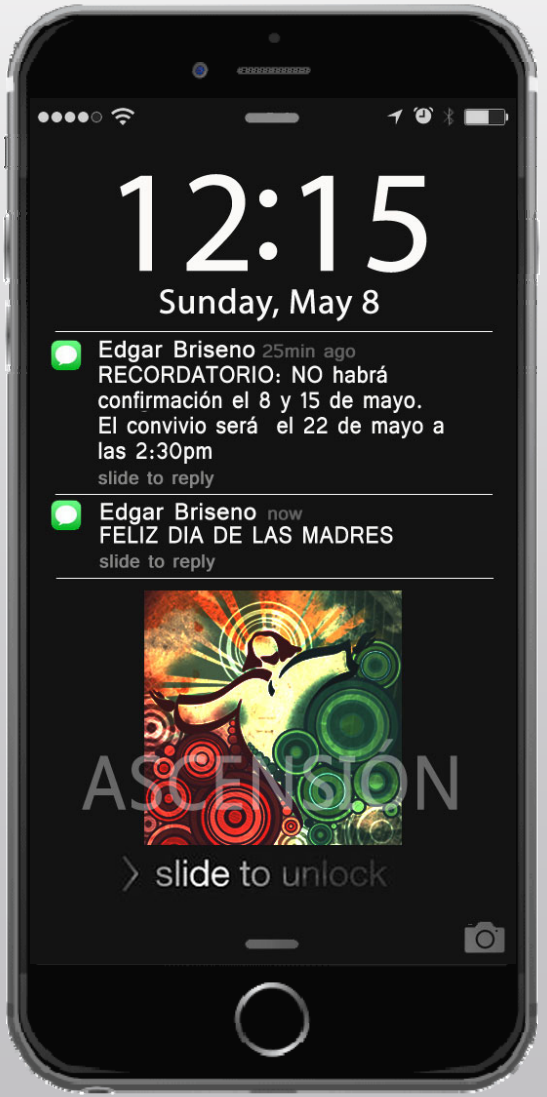 12:15
Sunday, May 8
Edgar Briseno 25min ago
RECORDATORIO: NO habrá
confirmación el 8 y 15 de mayo.
El convivio será el 22 de mayo a
las 2:30pm
slide to reply
Edgar Briseno now
FELIZ DIA DE LAS MADRES
slide to reply
ASCENSIÓN
> slide to unlock